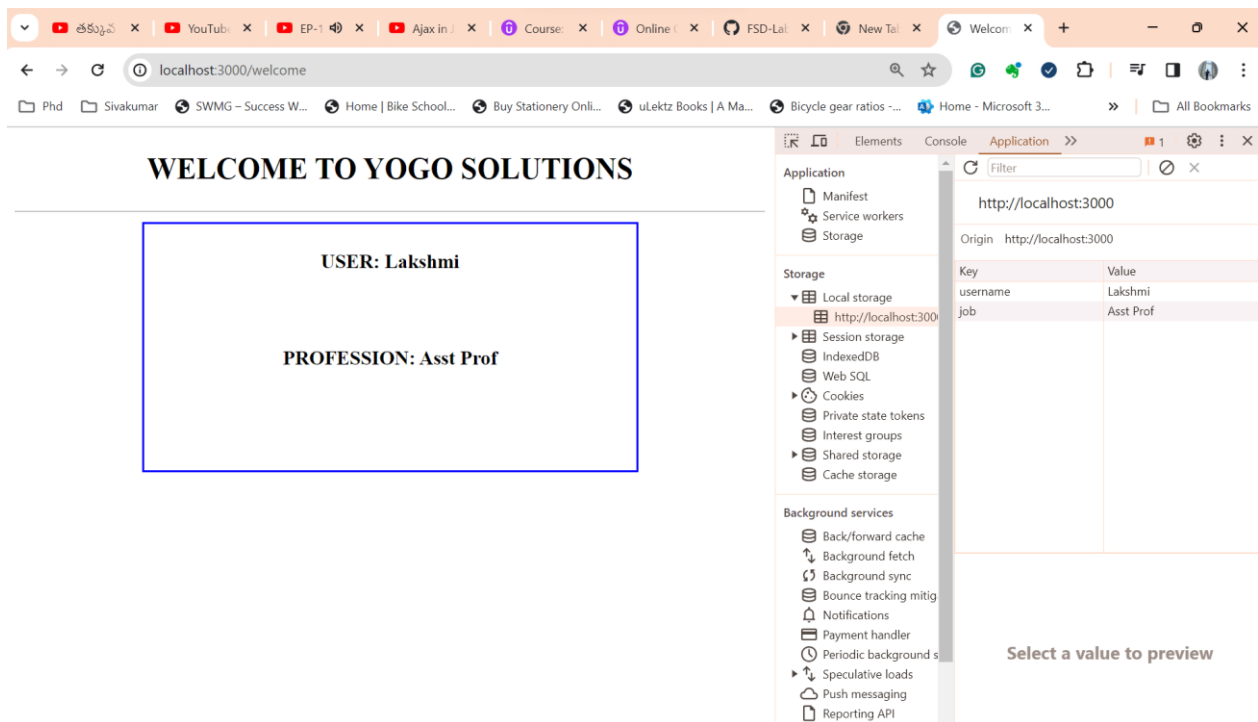 తక్కువ YouTube EP-1 Ajax in J Course: Online C FSD-Lab New Tab Welcom
localhost:3000/welcome
Phd Sivakumar SWMG – Success W... Home | Bike School... Buy Stationery Onli... uLektz Books | A Ma... Bicycle gear ratios -... Home - Microsoft 3... » All Bookmarks
Elements Console Application >> 1
WELCOME TO YOGO SOLUTIONS
USER: Lakshmi
PROFESSION: Asst Prof
Application
Manifest
Service workers
Storage
Storage
Local storage
http://localhost:300
Session storage
IndexedDB
Web SQL
Cookies
Private state tokens
Interest groups
Shared storage
Cache storage
Background services
Back/forward cache
Background fetch
Background sync
Bounce tracking mitig
Notifications
Payment handler
Periodic background s
Speculative loads
Push messaging
Reporting API
Filter
http://localhost:3000
Origin http://localhost:3000
Key Value
username Lakshmi
job Asst Prof
Select a value to preview